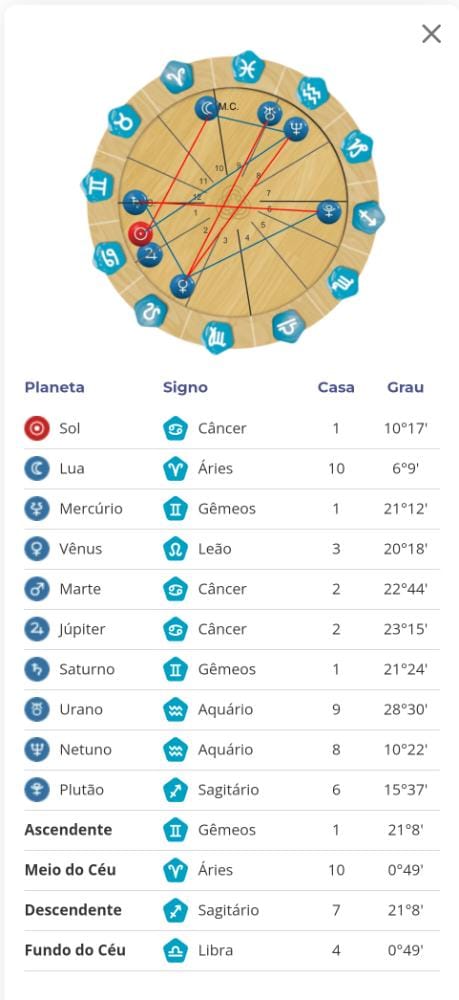 M.C.
10
9
8
11
7
12
6
1
5
2
4
3
Planeta Signo Casa Grau
Sol Câncer 1 10°17'
Lua Áries 10 6°9'
Mercúrio Gêmeos 1 21°12'
Vênus Leão 3 20°18'
Marte Câncer 2 22°44'
Júpiter Câncer 2 23°15'
Saturno Gêmeos 1 21°24'
Urano Aquário 9 28°30'
Netuno Aquário 8 10°22'
Plutão Sagitário 6 15°37'
Ascendente Gêmeos 1 21°8'
Meio do Céu Áries 10 0°49'
Descendente Sagitário 7 21°8'
Fundo do Céu Libra 4 0°49'